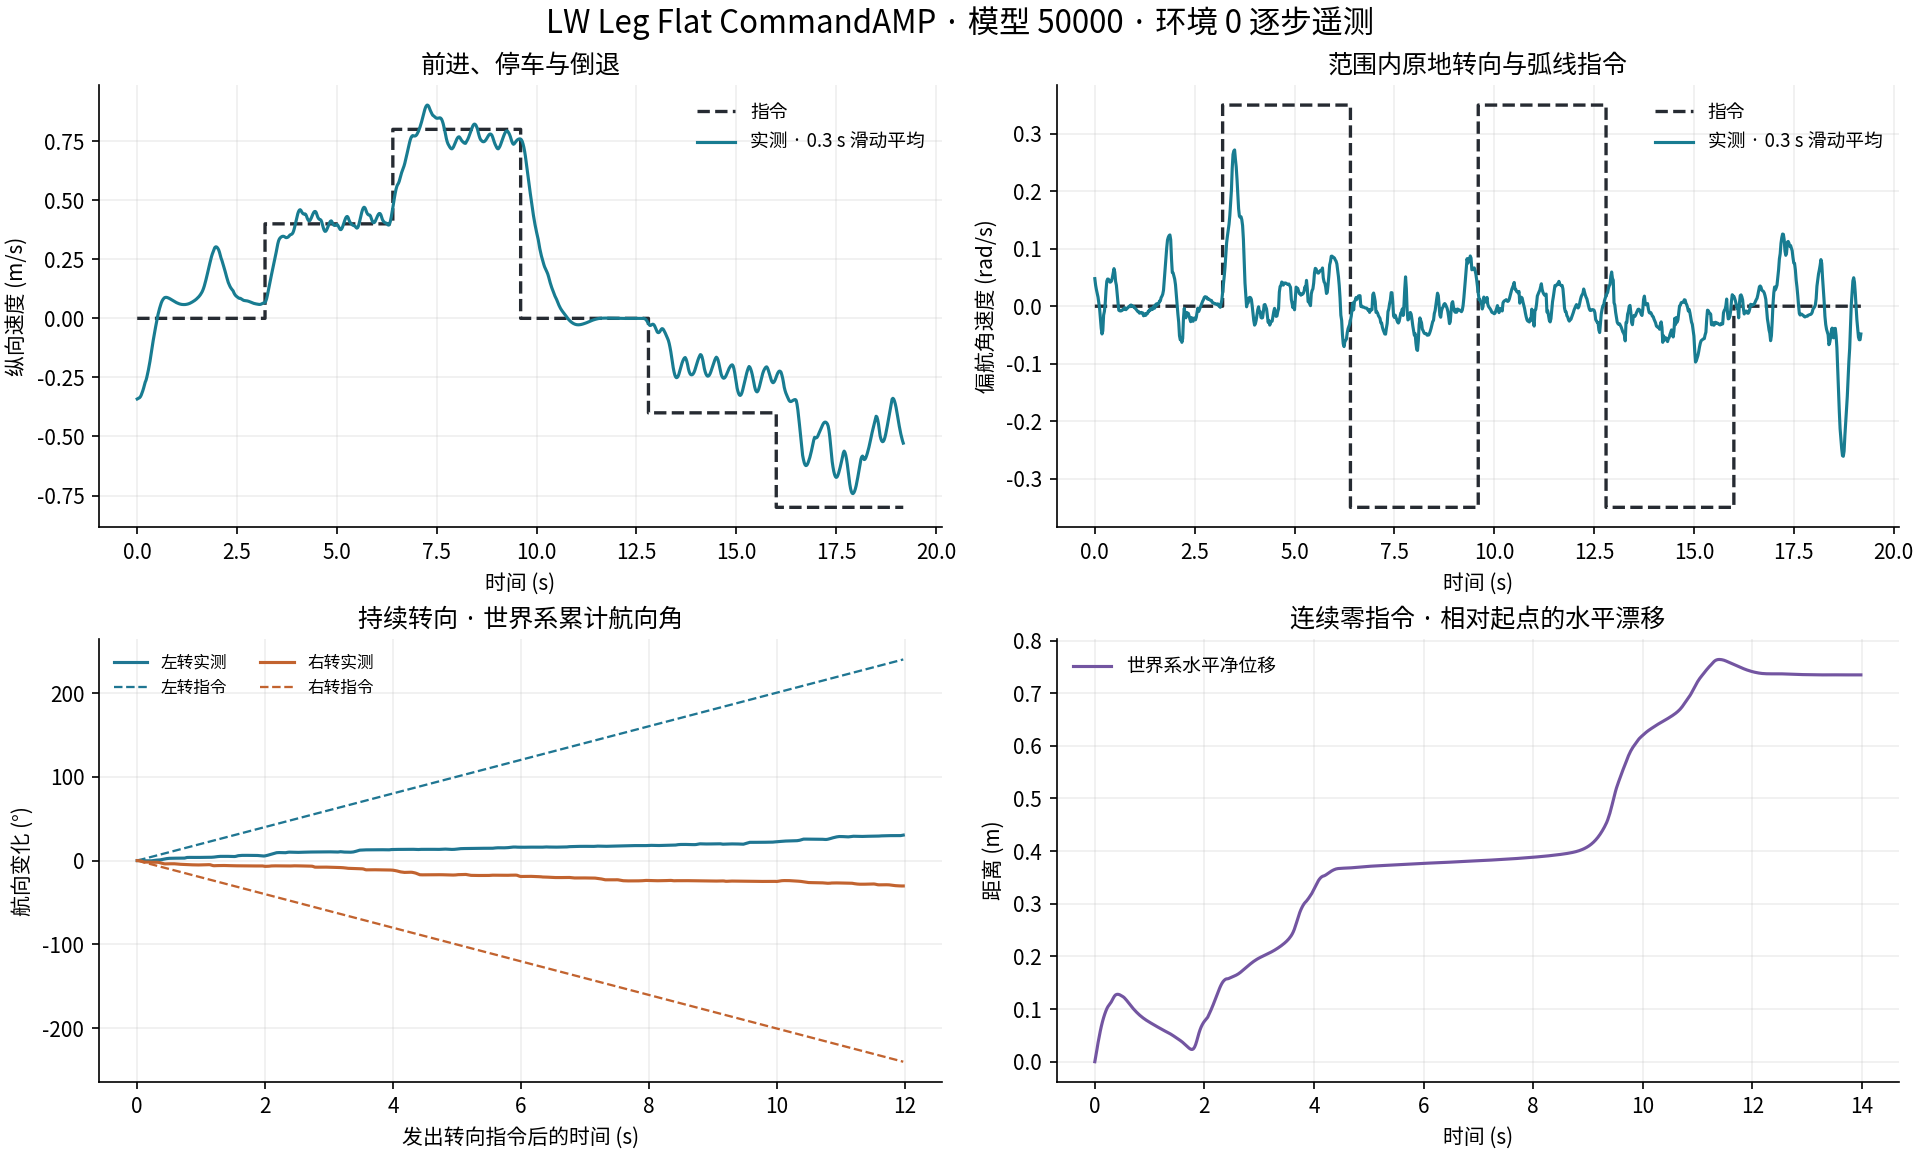 LW Leg Flat CommandAMP · 模型 50000 · 环境 0 逐步遥测
前进、停车与倒退
指令
实测 · 0.3 s 滑动平均
纵向速度 (m/s)
0.75
0.50
0.25
0.00
-0.25
-0.50
-0.75
0.0 2.5 5.0 7.5 10.0 12.5 15.0 17.5 20.0
时间 (s)
范围内原地转向与弧线指令
指令
实测 · 0.3 s 滑动平均
偏航角速度 (rad/s)
0.3
0.2
0.1
0.0
-0.1
-0.2
-0.3
0.0 2.5 5.0 7.5 10.0 12.5 15.0 17.5 20.0
时间 (s)
持续转向 · 世界系累计航向角
左转实测 右转实测
左转指令 右转指令
航向变化 (°)
200
100
0
-100
-200
0 2 4 6 8 10 12
发出转向指令后的时间 (s)
连续零指令 · 相对起点的水平漂移
世界系水平净位移
距离 (m)
0.8
0.7
0.6
0.5
0.4
0.3
0.2
0.1
0.0
0 2 4 6 8 10 12 14
时间 (s)